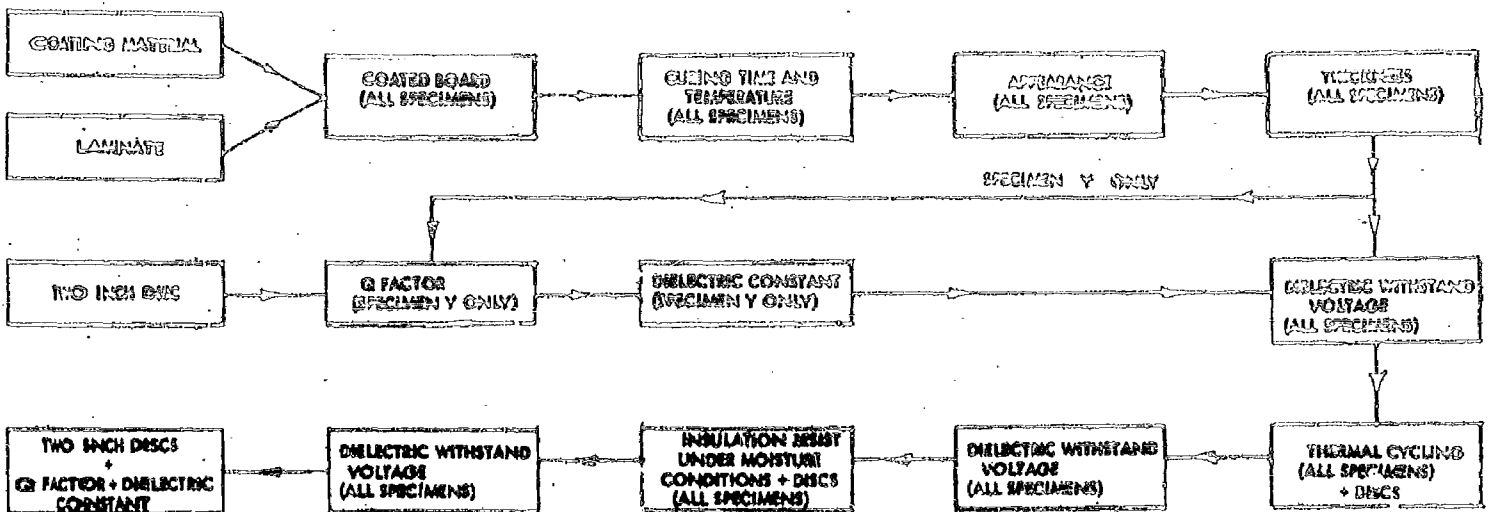 COATING MATERIAL
LAMINATE
COATED BOARD
(ALL SPECIMENS)
CURING TIME AND
TEMPERATURE
(ALL SPECIMENS)
APPEARANCE
(ALL SPECIMENS)
THICKNESS
(ALL SPECIMENS)
SPECIMEN Y ONLY
TWO INCH DISC
Q FACTOR
(SPECIMEN Y ONLY)
DIELECTRIC CONSTANT
(SPECIMEN Y ONLY)
DIELECTRIC WITHSTAND
VOLTAGE
(ALL SPECIMENS)
TWO INCH DISCS
+
Q FACTOR + DIELECTRIC
CONSTANT
DIELECTRIC WITHSTAND
VOLTAGE
(ALL SPECIMENS)
INSULATION RESIST
UNDER MOISTURE
CONDITIONS + DISCS
(ALL SPECIMENS)
DIELECTRIC WITHSTAND
VOLTAGE
(ALL SPECIMENS)
THERMAL CYCLING
(ALL SPECIMENS)
+ DISCS